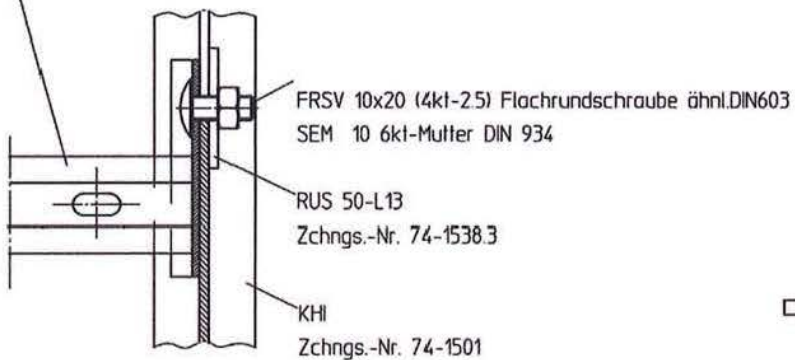 FRSV 10x20 (4kt-2.5) Flachrundschraube ähnl.DIN603
SEM 10 6kt-Mutter DIN 934
RUS 50-L13
Zchngs.-Nr. 74-1538.3
KHI
Zchngs.-Nr. 74-1501